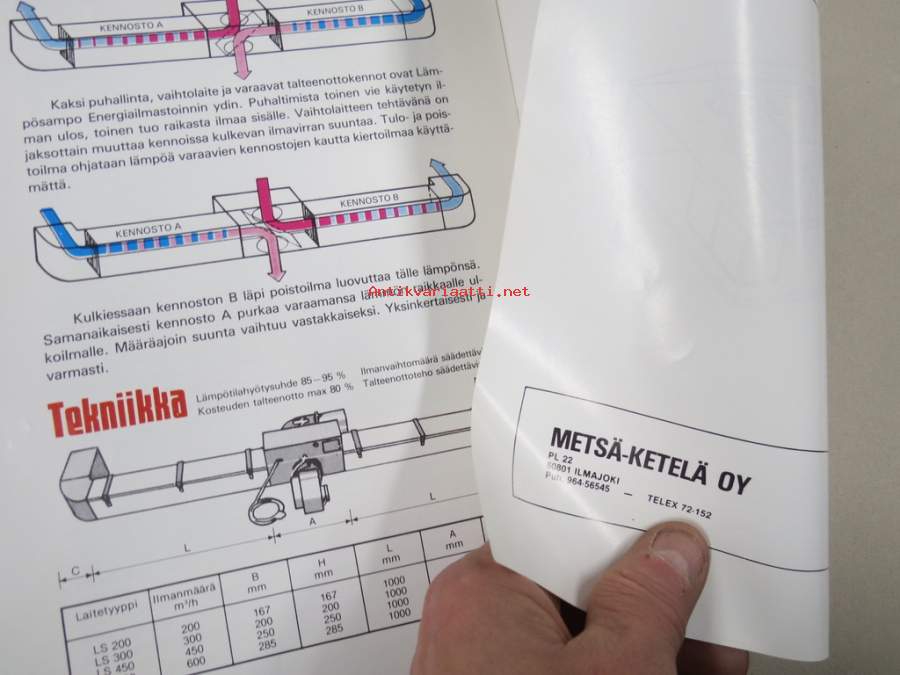 KENNOSTO A
KENNOSTO B
Kaksi puhallinta, vaihtolaite ja varaavat talteenottokennot ovat Läm-
pösampo Energiailmastoinnin ydin. Puhaltimista toinen vie käytetyn il-
man ulos, toinen tuo raikasta ilmaa sisälle. Vaihtolaitteen tehtävänä on
jaksottain muuttaa kennoissa kulkevan ilmavirran suuntaa. Tulo- ja pois-
toilma ohjataan lämpöä varaavien kennostojen kautta kiertoilmaa käyttä-
mättä.
KENNOSTO A
KENNOSTO B
Kulkiessaan kennoston B läpi poistoilma luovuttaa tälle lämpönsä.
Samanaikaisesti kennosto A purkaa varaamansa lämmön raikkaalle ul-
koilmalle. Määräajoin suunta vaihtuu vastakkaiseksi. Yksinkertaisesti ja
varmasti.
Antikvariaatti.net
Tekniikka
Lämpötilahyötysuhde 85–95 %
Kosteuden talteenotto max 80 %
Ilmanvaihtomäärä säädettäv
Talteenottoteho säädettävi
C
L
A
L
Laitetyyppi
Ilmanmäärä m³/h
B mm
H mm
L mm
A mm
LS 200 200 167 167 1000
LS 300 300 200 200 1000
LS 450 450 250 250 1000
600 285 285 1000
METSÄ-KETELÄ OY
PL 22
60801 ILMAJOKI
Puh. 964-56545 — TELEX 72-152